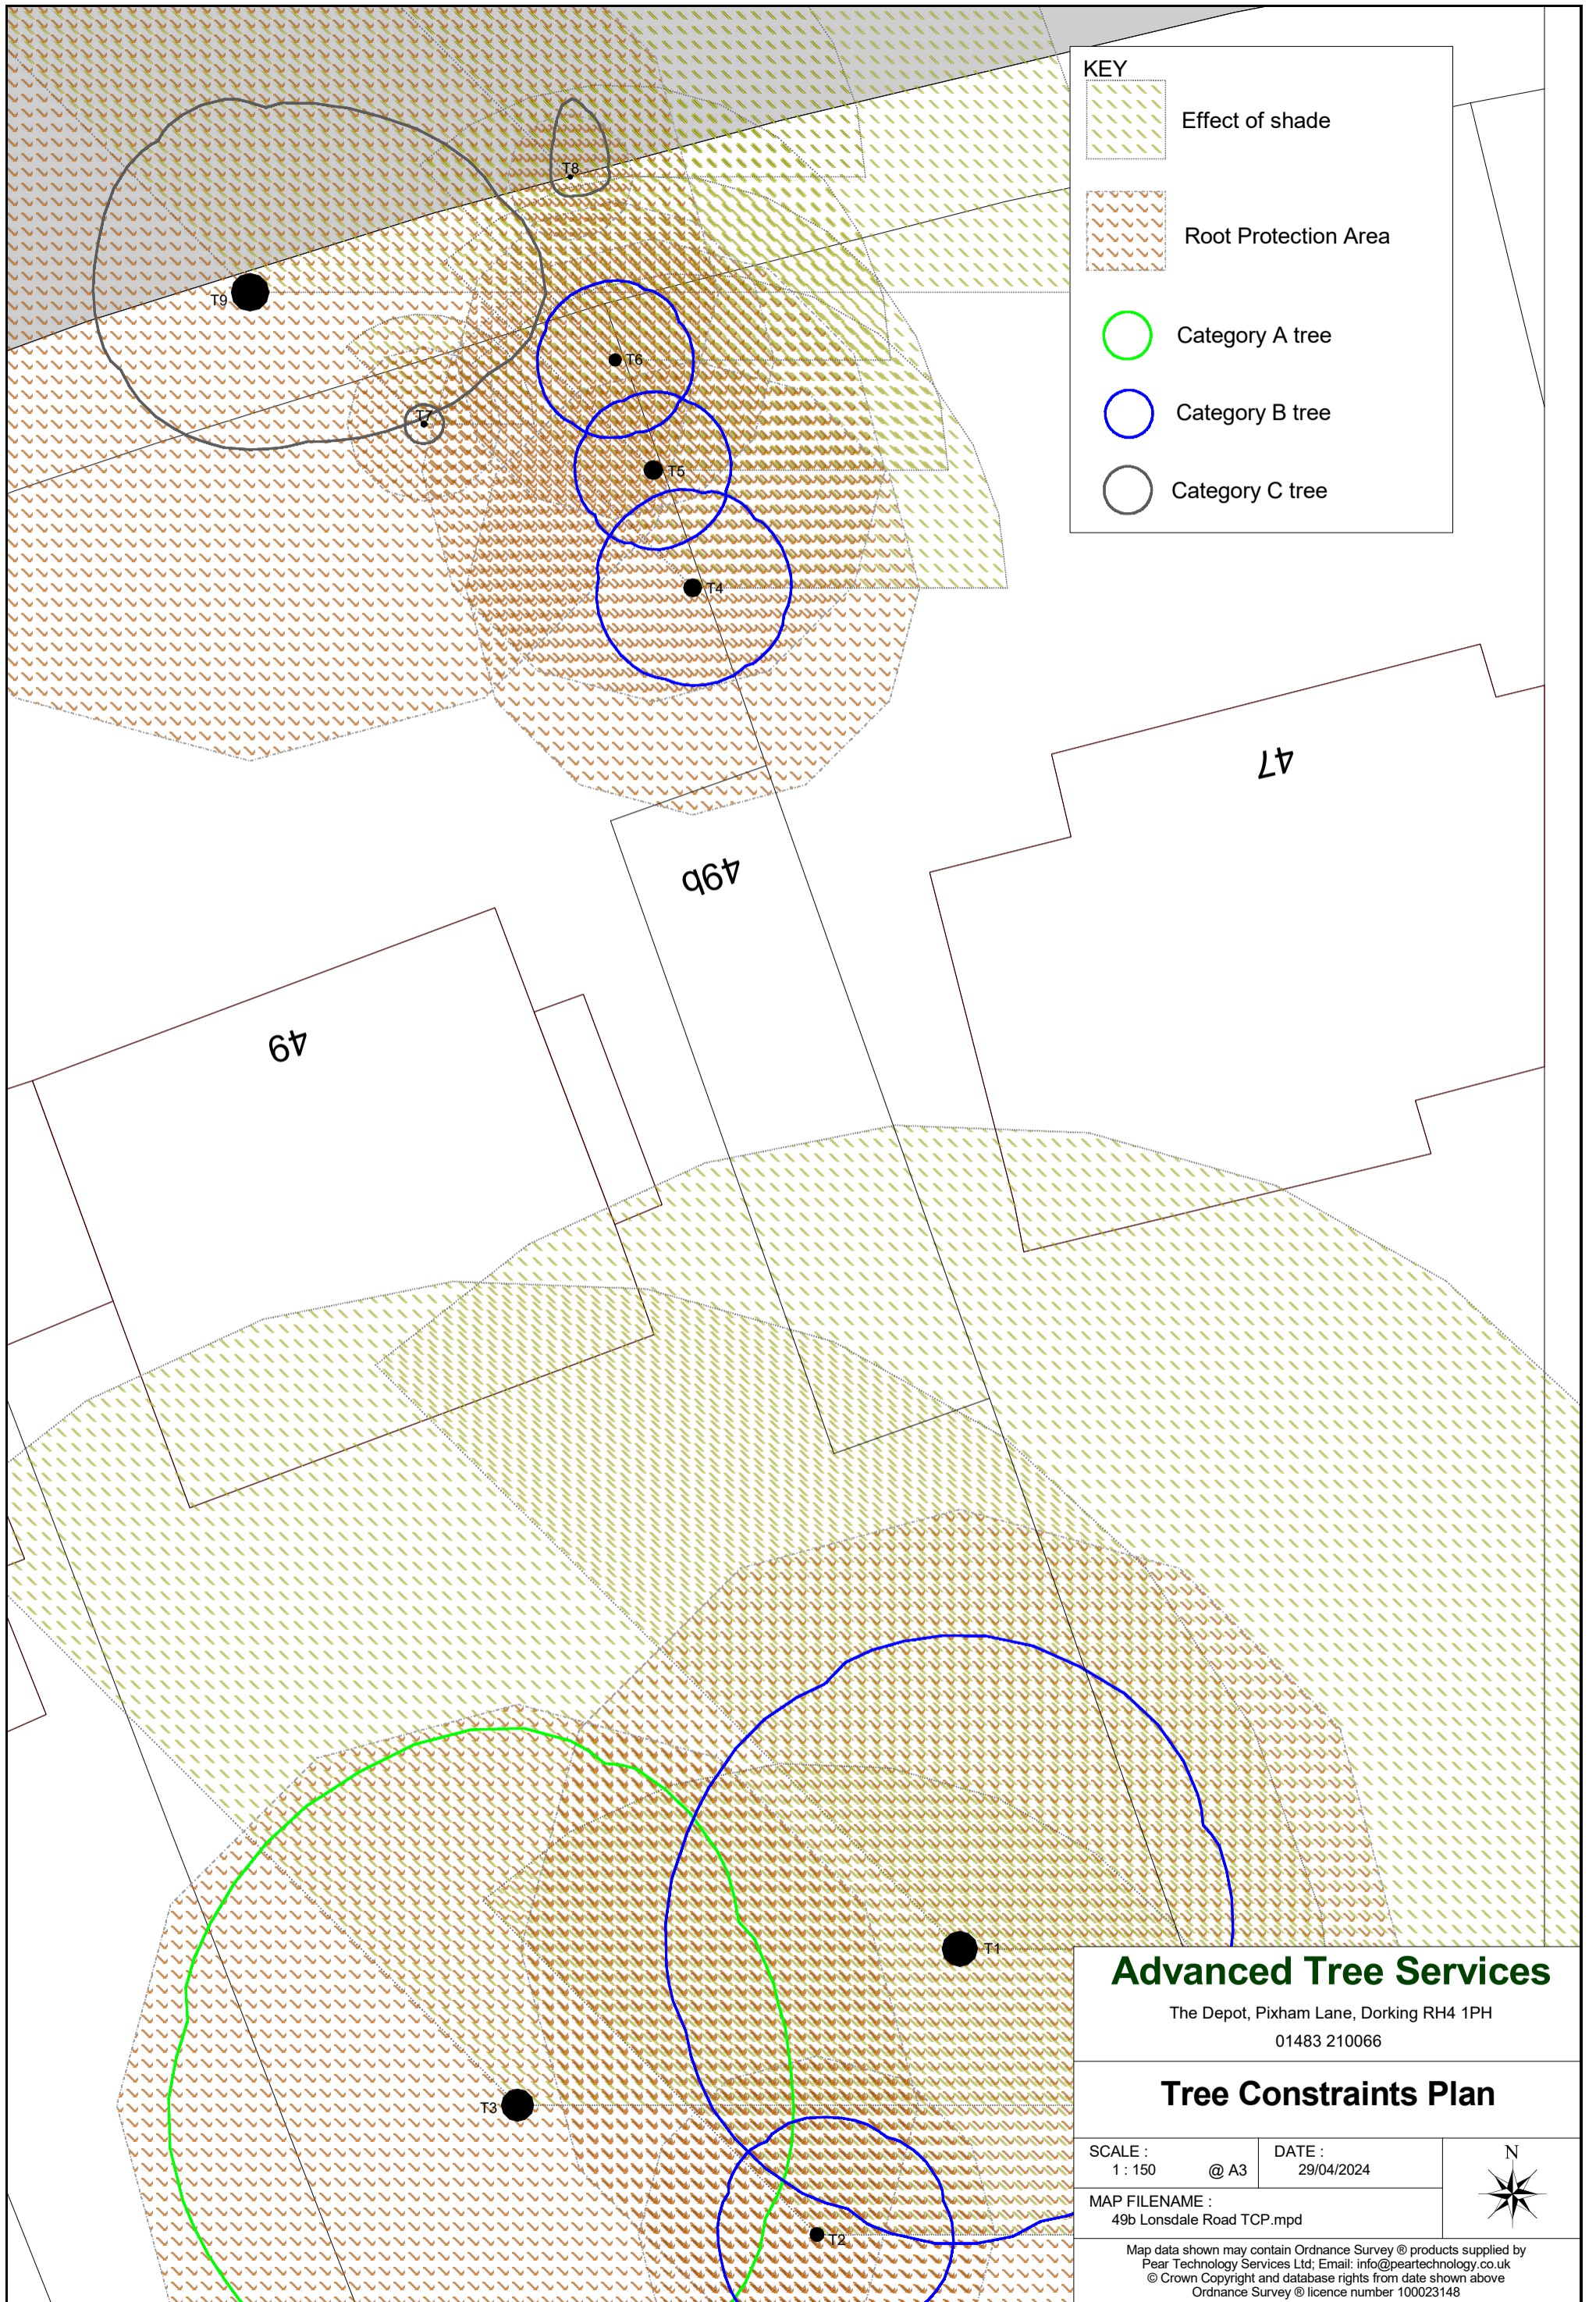 KEY
Effect of shade
Root Protection Area
Category A tree
Category B tree
Category C tree
T8
T9
T6
T7
T5
T4
47
49b
49
T1
T3
T2
Advanced Tree Services
The Depot, Pixham Lane, Dorking RH4 1PH
01483 210066
Tree Constraints Plan
SCALE :
1 : 150 @ A3
DATE :
29/04/2024
N
MAP FILENAME :
49b Lonsdale Road TCP.mpd
Map data shown may contain Ordnance Survey ® products supplied by
Pear Technology Services Ltd; Email: info@peartechnology.co.uk
© Crown Copyright and database rights from date shown above
Ordnance Survey ® licence number 100023148